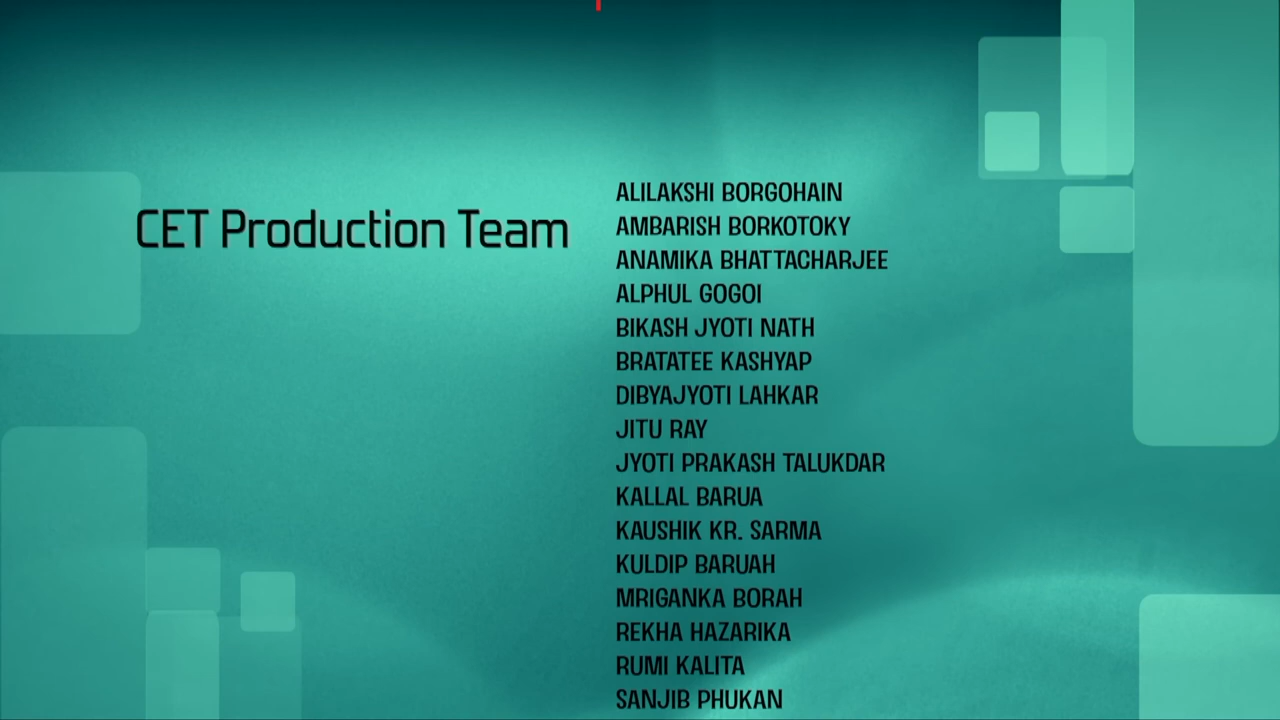 CET Production Team
ALILAKSHI BORGOHAIN
AMBARISH BORKOTOKY
ANAMIKA BHATTACHARJEE
ALPHUL GOGOI
BIKASH JYOTI NATH
BRATATEE KASHYAP
DIBYAJYOTI LAHKAR
JITU RAY
JYOTI PRAKASH TALUKDAR
KALLAL BARUA
KAUSHIK KR. SARMA
KULDIP BARUAH
MRIGANKA BORAH
REKHA HAZARIKA
RUMI KALITA
SANJIB PHUKAN